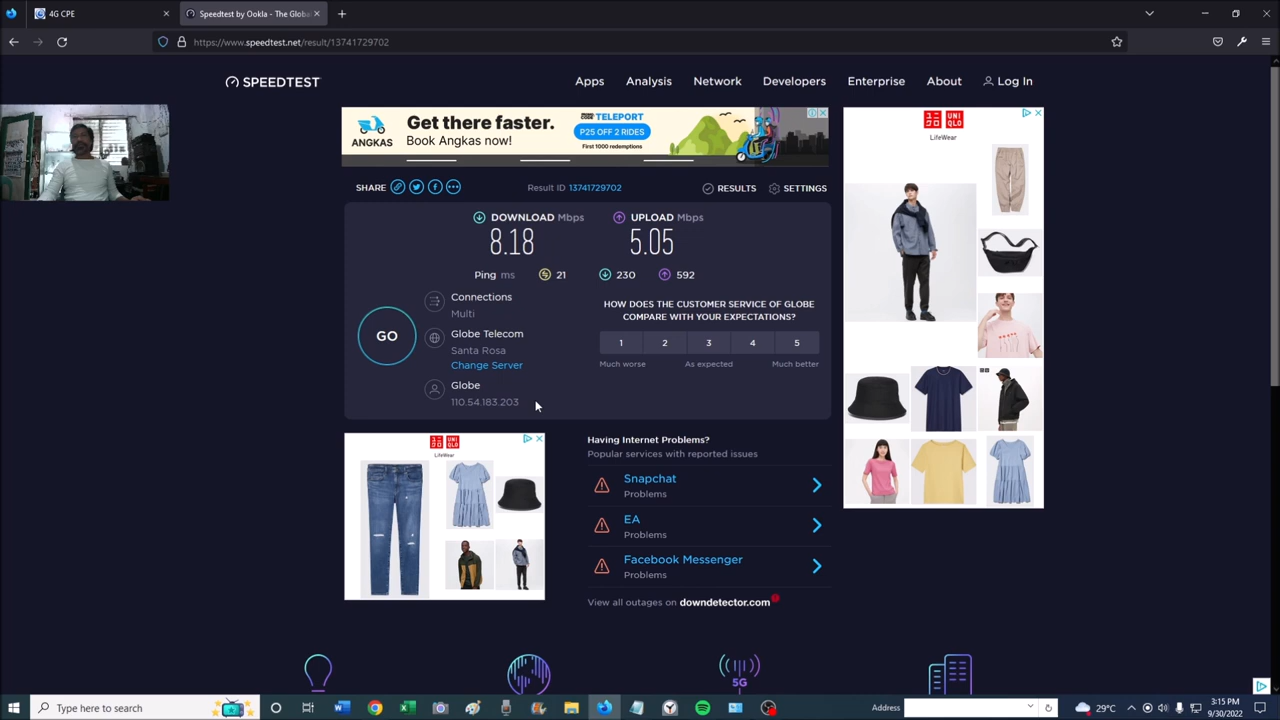 4G CPE
Speedtest by Ookla - The Globa
https://www.speedtest.net/result/13741729702
SPEEDTEST
Apps
Analysis
Network
Developers
Enterprise
About
Log In
ANGKAS
Get there faster.
Book Angkas now!
TELEPORT
P25 OFF 2 RIDES
First 1000 redemptions
UNIQLO
LifeWear
SHARE
Result ID 13741729702
RESULTS
SETTINGS
DOWNLOAD Mbps
8.18
UPLOAD Mbps
5.05
Ping ms
21
230
592
GO
Connections
Multi
Globe Telecom
Santa Rosa
Change Server
Globe
110.54.183.203
HOW DOES THE CUSTOMER SERVICE OF GLOBE
COMPARE WITH YOUR EXPECTATIONS?
1 2 3 4 5
Much worse As expected Much better
LifeWear
Having Internet Problems?
Popular services with reported issues
Snapchat
Problems
EA
Problems
Facebook Messenger
Problems
View all outages on downdetector.com
5G
Type here to search
Address
29°C
3:15 PM
9/30/2022